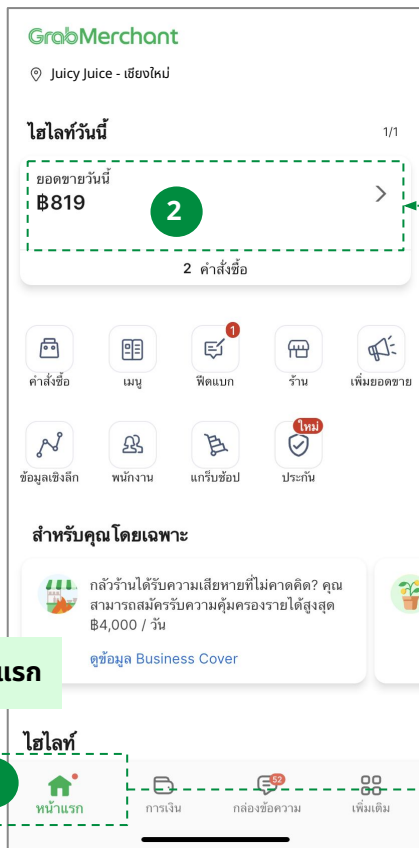 GrabMerchant
Juicy Juice - เชียงใหม่
ไฮไลท์วันนี้ 1/1
ยอดขายวันนี้
฿819
2
2 คำสั่งซื้อ
1
คำสั่งซื้อ เมนู ฟีดแบก ร้าน เพิ่มยอดขาย
ใหม่
ข้อมูลเชิงลึก พนักงาน แกร็บช้อป ประกัน
สำหรับคุณโดยเฉพาะ
กลัวร้านได้รับความเสียหายที่ไม่คาดคิด? คุณ
สามารถสมัครรับความคุ้มครองรายได้สูงสุด
฿4,000 / วัน
ดูข้อมูล Business Cover
แรก
ไฮไลท์
52
หน้าแรก การเงิน กล่องข้อความ เพิ่มเติม